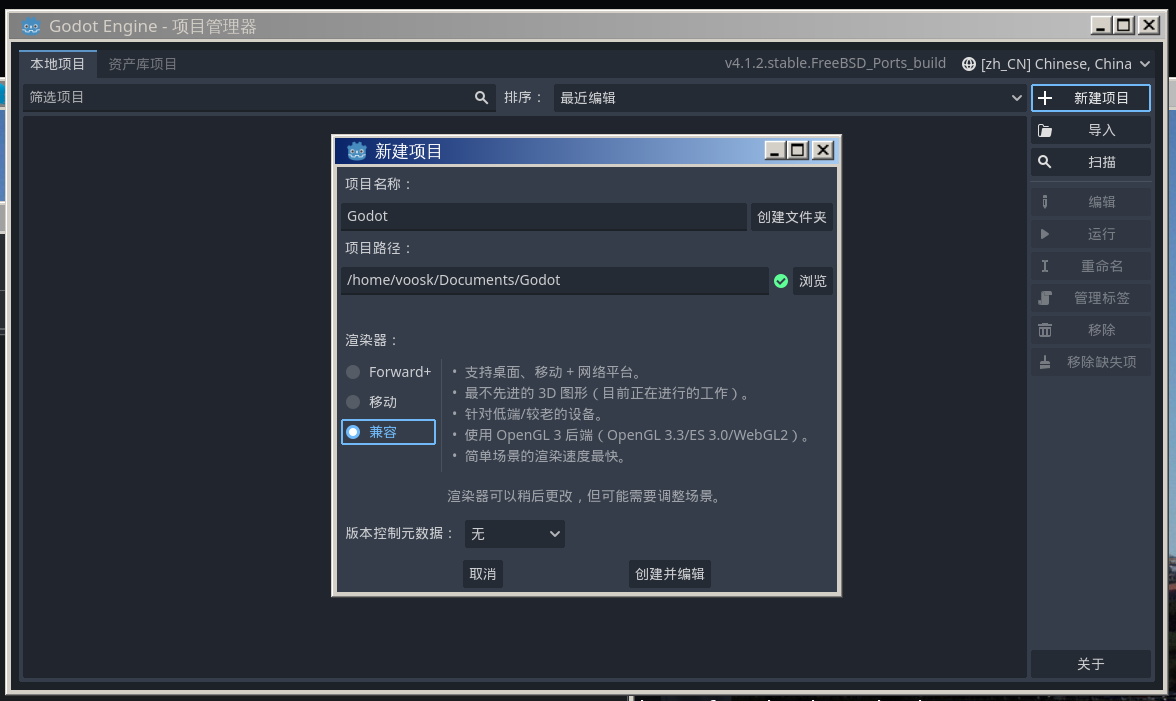 Godot Engine - 项目管理器
本地项目 资产库项目 v4.1.2.stable.FreeBSD_Ports_build [zh_CN] Chinese, China
筛选项目 排序： 最近编辑 新建项目
导入
扫描
编辑
运行
重命名
管理标签
移除
移除缺失项
关于
新建项目
项目名称：
Godot 创建文件夹
项目路径：
/home/voosk/Documents/Godot 浏览
渲染器：
Forward+
移动
兼容
• 支持桌面、移动 + 网络平台。
• 最不先进的 3D 图形（目前正在进行的工作）。
• 针对低端/较老的设备。
• 使用 OpenGL 3 后端（OpenGL 3.3/ES 3.0/WebGL2）。
• 简单场景的渲染速度最快。
渲染器可以稍后更改，但可能需要调整场景。
版本控制元数据： 无
取消 创建并编辑